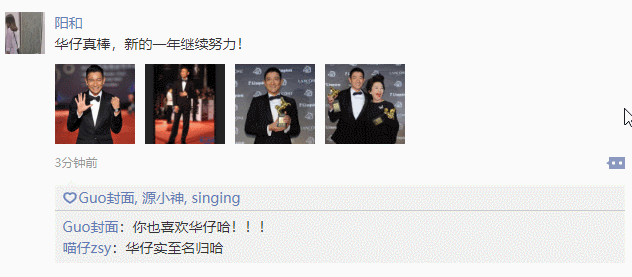 阳和
华仔真棒，新的一年继续努力！
3分钟前
Guo封面, 源小神, singing
Guo封面：你也喜欢华仔哈！！！
喵仔zsy：华仔实至名归哈